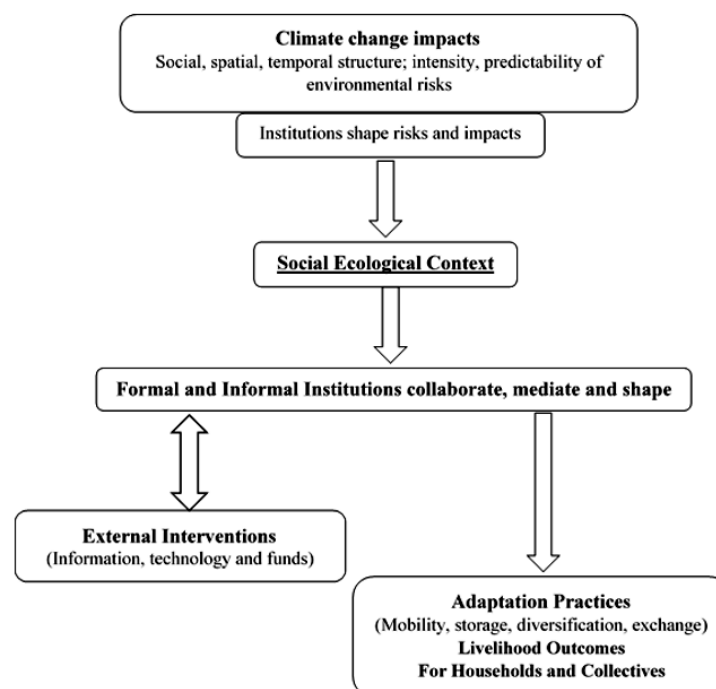 Climate change impacts
Social, spatial, temporal structure; intensity, predictability of
environmental risks
Institutions shape risks and impacts
Social Ecological Context
Formal and Informal Institutions collaborate, mediate and shape
External Interventions
(Information, technology and funds)
Adaptation Practices
(Mobility, storage, diversification, exchange)
Livelihood Outcomes
For Households and Collectives